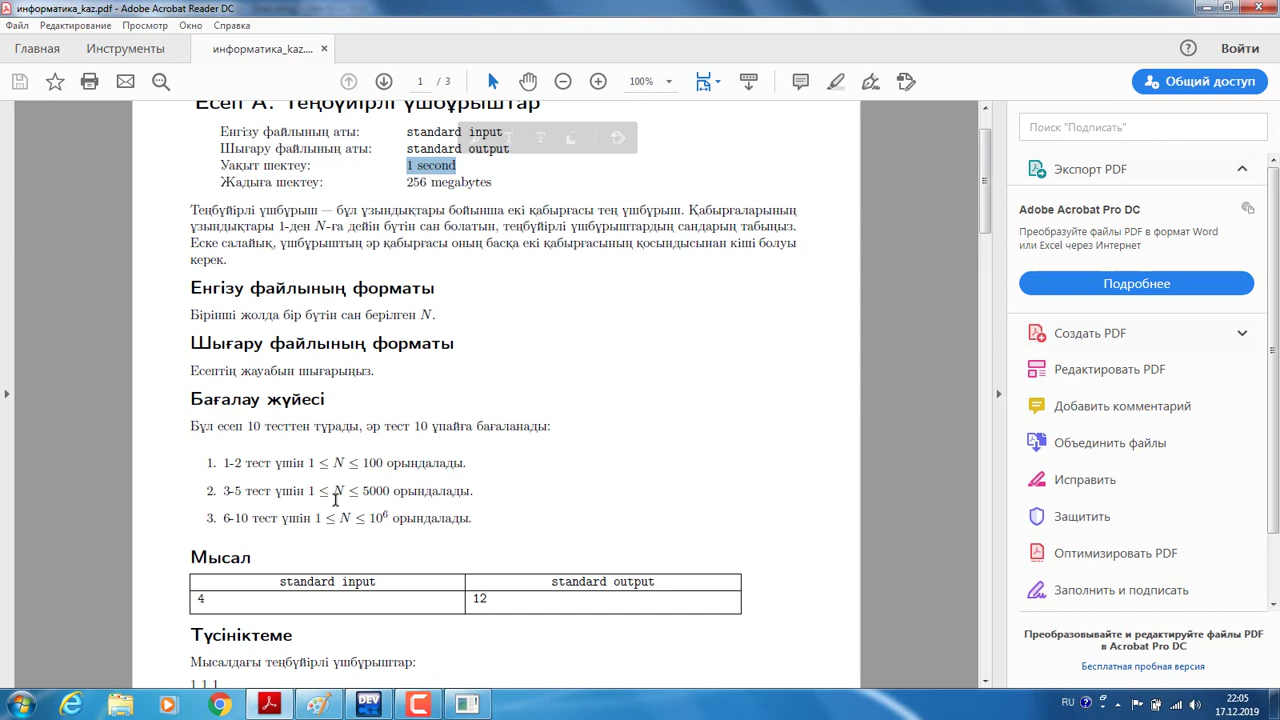 информатика_kaz.pdf - Adobe Acrobat Reader DC
Файл Редактирование Просмотр Окно Справка
Главная Инструменты информатика_kaz.... × Войти
1 / 3 100% Общий доступ
Есеп A. Теңбүйірлі үшбұрыштар
Енгізу файлының аты: standard input
Шығару файлының аты: standard output
Уақыт шектеу: 1 second
Жадыға шектеу: 256 megabytes
Теңбүйірлі үшбұрыш — бұл ұзындықтары бойынша екі қабырғасы тең үшбұрыш. Қабырғаларының
ұзындықтары 1-ден N-ға дейін бүтін сан болатын, теңбүйірлі үшбұрыштардың сандарың табыңыз.
Еске салайық, үшбұрыштың әр қабырғасы оның басқа екі қабырғасының қосындысынан кіші болуы
керек.
Енгізу файлының форматы
Бірінші жолда бір бүтін сан берілген N.
Шығару файлының форматы
Есептің жауабын шығарыңыз.
Бағалау жүйесі
Бұл есеп 10 тесттен тұрады, әр тест 10 ұпайға бағаланады:
1. 1-2 тест үшін 1 ≤ N ≤ 100 орындалады.
2. 3-5 тест үшін 1 ≤ N ≤ 5000 орындалады.
3. 6-10 тест үшін 1 ≤ N ≤ 10⁶ орындалады.
Мысал
standard input standard output
4 12
Түсініктеме
Мысалдағы теңбүйірлі үшбұрыштар:
1 1 1
Поиск "Подписать"
Экспорт PDF
Adobe Acrobat Pro DC
Преобразуйте файлы PDF в формат Word
или Excel через Интернет
Подробнее
Создать PDF
Редактировать PDF
Добавить комментарий
Объединить файлы
Исправить
Защитить
Оптимизировать PDF
Заполнить и подписать
Преобразовывайте и редактируйте файлы PDF
в Acrobat Pro DC
Бесплатная пробная версия
DEV
RU 22:05
17.12.2019